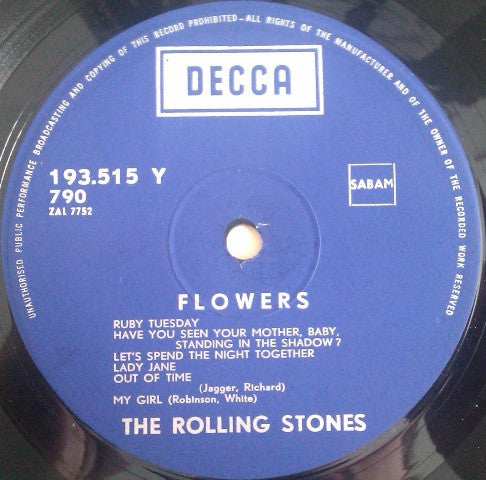 UNAUTHORISED PUBLIC PERFORMANCE BROADCASTING AND COPYING OF THIS RECORD PROHIBITED - ALL RIGHTS OF THE MANUFACTURER AND OF THE OWNER OF THE RECORDED WORK RESERVED
DECCA
193.515 Y
790
ZAL 7752
SABAM
FLOWERS
RUBY TUESDAY
HAVE YOU SEEN YOUR MOTHER, BABY,
STANDING IN THE SHADOW?
LET'S SPEND THE NIGHT TOGETHER
LADY JANE
OUT OF TIME
(Jagger, Richard)
MY GIRL (Robinson, White)
THE ROLLING STONES